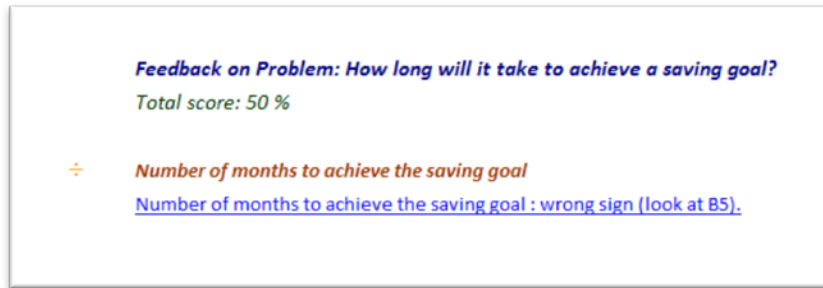 Feedback on Problem: How long will it take to achieve a saving goal?
Total score: 50 %
÷ Number of months to achieve the saving goal
Number of months to achieve the saving goal : wrong sign (look at B5).